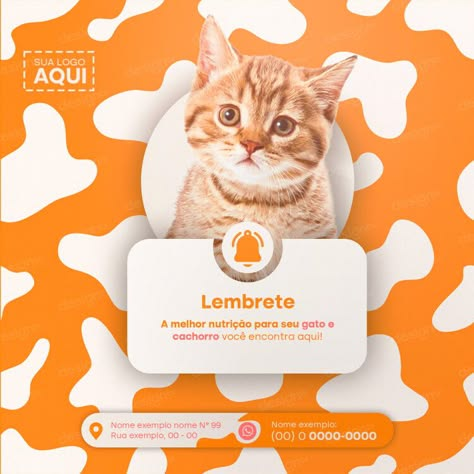 SUA LOGO
AQUI
Lembrete
A melhor nutrição para seu gato e
cachorro você encontra aqui!
Nome exemplo nome N° 99
Rua exemplo, 00 - 00
Nome exemplo:
(00) 0 0000-0000